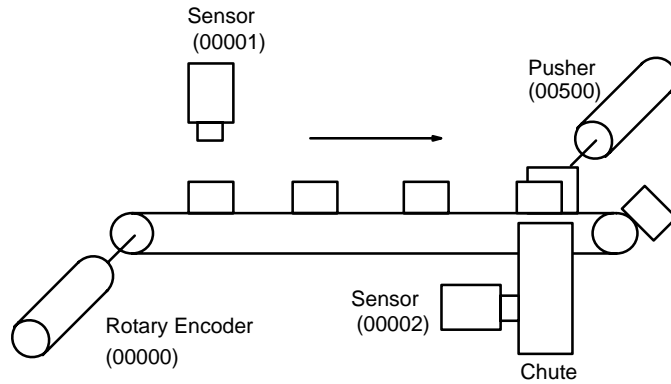 Sensor
(00001)
Pusher
(00500)
Sensor
(00002)
Rotary Encoder
(00000)
Chute